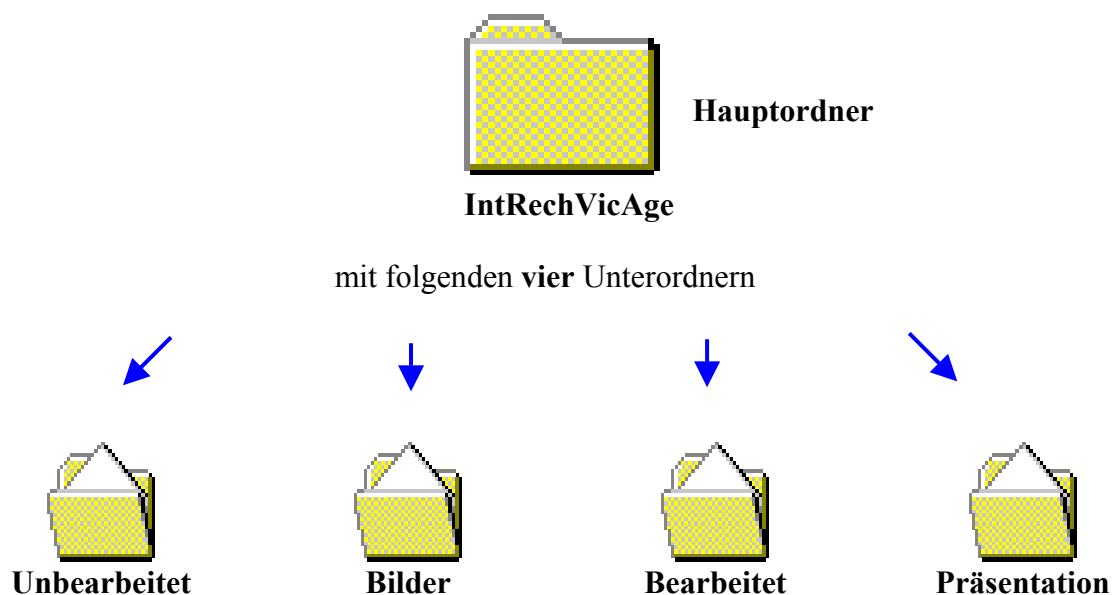 Hauptordner
IntRechVicAge
mit folgenden vier Unterordnern
Unbearbeitet
Bilder
Bearbeitet
Präsentation